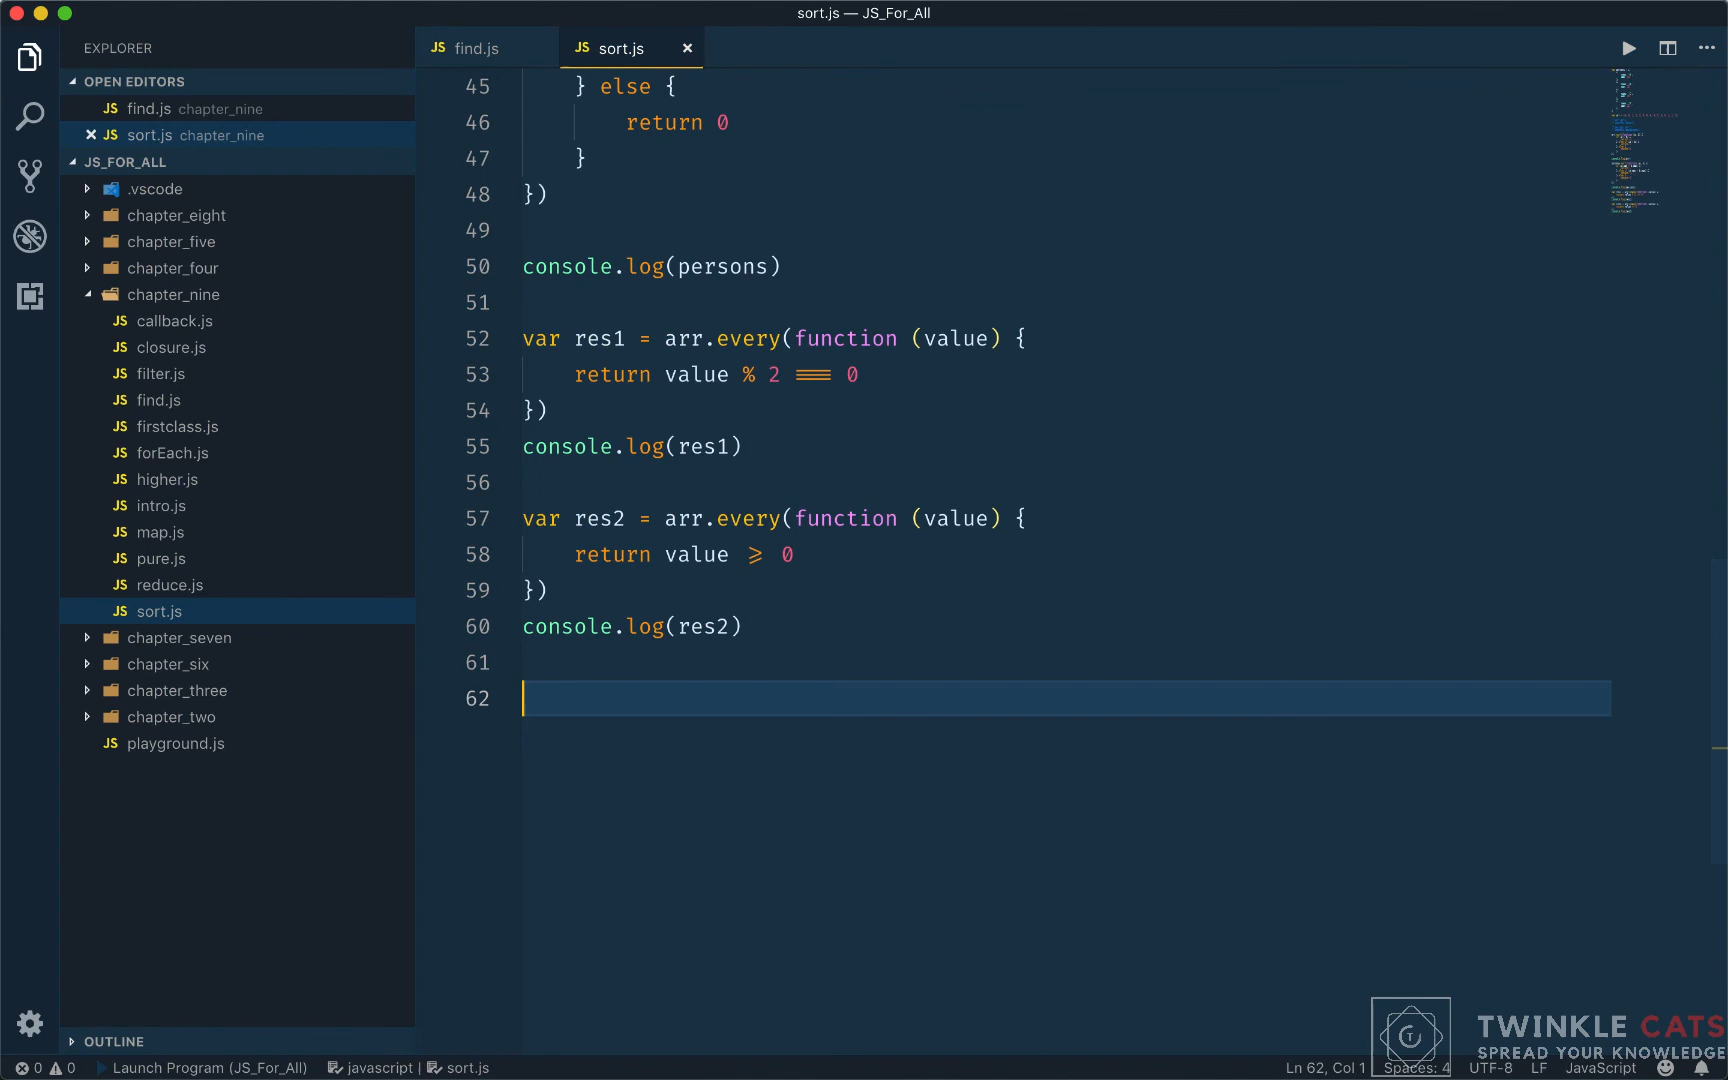 sort.js — JS_For_All
EXPLORER
OPEN EDITORS
JS find.js chapter_nine
JS sort.js chapter_nine
JS_FOR_ALL
.vscode
chapter_eight
chapter_five
chapter_four
chapter_nine
JS callback.js
JS closure.js
JS filter.js
JS find.js
JS firstclass.js
JS forEach.js
JS higher.js
JS intro.js
JS map.js
JS pure.js
JS reduce.js
JS sort.js
chapter_seven
chapter_six
chapter_three
chapter_two
JS playground.js
OUTLINE
JS find.js
JS sort.js
45 } else {
46 return 0
47 }
48 })
49
50 console.log(persons)
51
52 var res1 = arr.every(function (value) {
53 return value % 2 === 0
54 })
55 console.log(res1)
56
57 var res2 = arr.every(function (value) {
58 return value >= 0
59 })
60 console.log(res2)
61
62
TWINKLE CATS
SPREAD YOUR KNOWLEDGE
0 0 Launch Program (JS_For_All) javascript | sort.js
Ln 62, Col 1 Spaces: 4 UTF-8 LF JavaScript